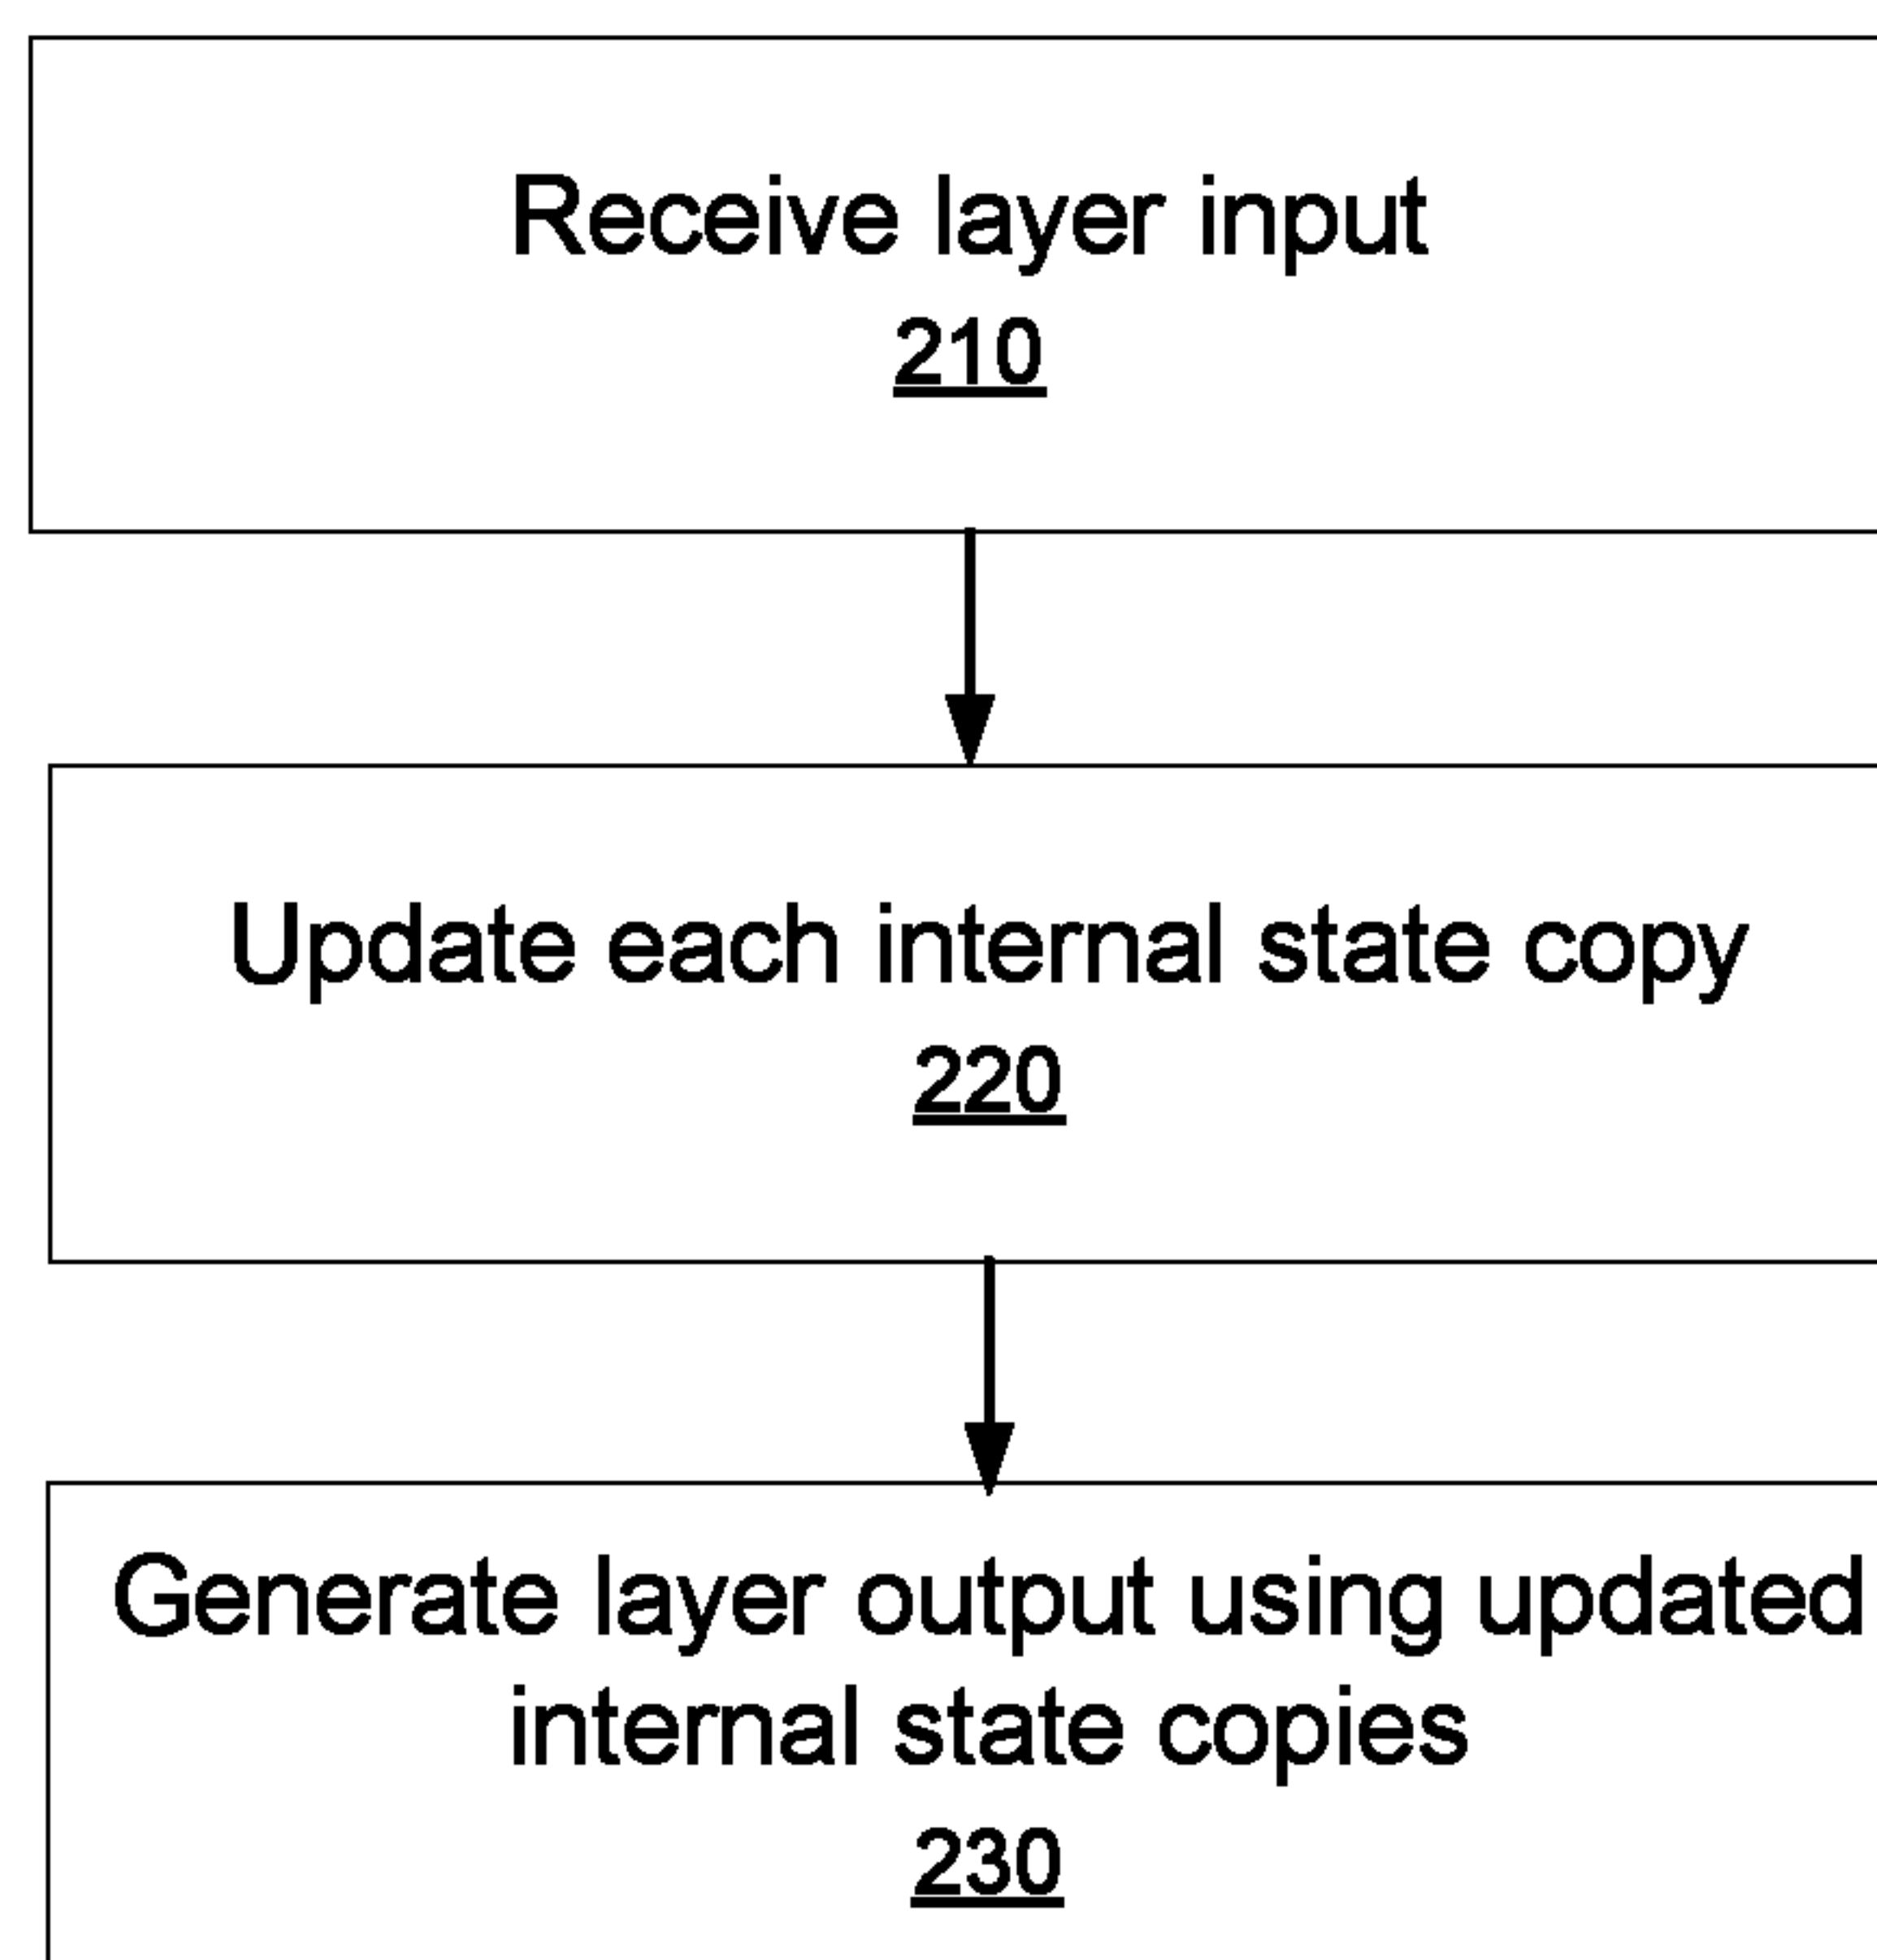 Receive layer input
210
Update each internal state copy
220
Generate layer output using updated
internal state copies
230